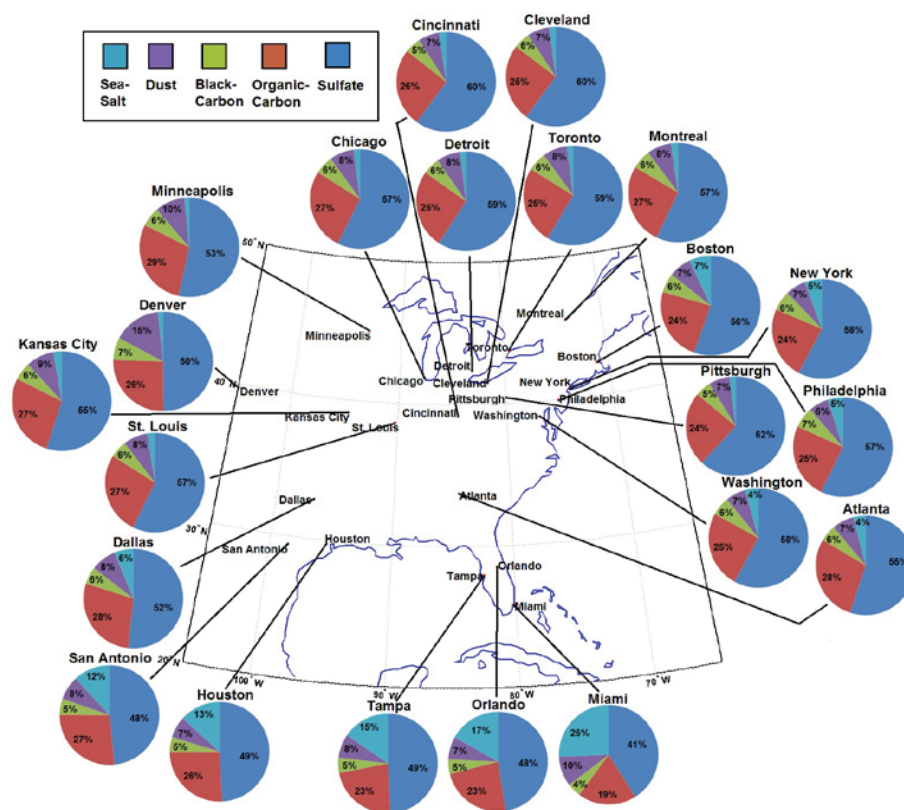 Sea-
Salt
Dust
Black-
Carbon
Organic-
Carbon
Sulfate
Cincinnati
7%
5%
26%
60%
Cleveland
7%
6%
25%
60%
Chicago
8%
6%
27%
57%
Detroit
8%
6%
25%
59%
Toronto
8%
6%
25%
59%
Montreal
8%
6%
27%
57%
Minneapolis
10%
6%
29%
53%
Boston
7%
7%
6%
24%
56%
New York
5%
7%
6%
24%
58%
Denver
15%
7%
26%
50%
Kansas City
9%
6%
27%
55%
Pittsburgh
7%
5%
24%
62%
Philadelphia
5%
6%
7%
25%
57%
St. Louis
8%
6%
27%
57%
Washington
4%
7%
6%
25%
58%
Atlanta
4%
7%
6%
28%
55%
Dallas
6%
8%
6%
28%
52%
San Antonio
12%
8%
5%
27%
48%
Houston
13%
7%
5%
26%
49%
Tampa
15%
8%
5%
23%
49%
Orlando
17%
7%
5%
23%
48%
Miami
26%
10%
4%
19%
41%
50°N
40°N
30°N
20°N
100°W
90°W
80°W
70°W
Minneapolis
Montreal
Toronto
Detroit
Boston
Chicago
Cleveland
New York
Denver
Pittsburgh
Philadelphia
Kansas City
Cincinnati
Washington
St. Louis
Dallas
Atlanta
San Antonio
Houston
Tampa
Orlando
Miami